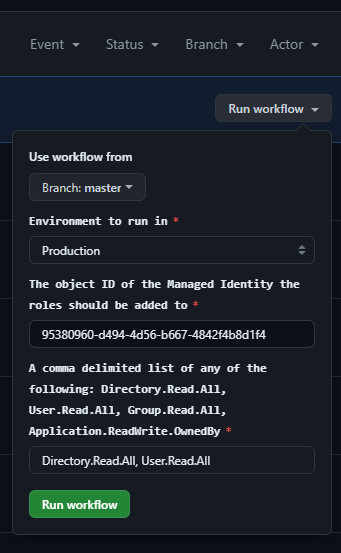 Event Status Branch Actor
Run workflow
Use workflow from
Branch: master
Environment to run in *
Production
The object ID of the Managed Identity the
roles should be added to *
95380960-d494-4d56-b667-4842f4b8d1f4
A comma delimited list of any of the
following: Directory.Read.All,
User.Read.All, Group.Read.All,
Application.ReadWrite.OwnedBy *
Directory.Read.All, User.Read.All
Run workflow